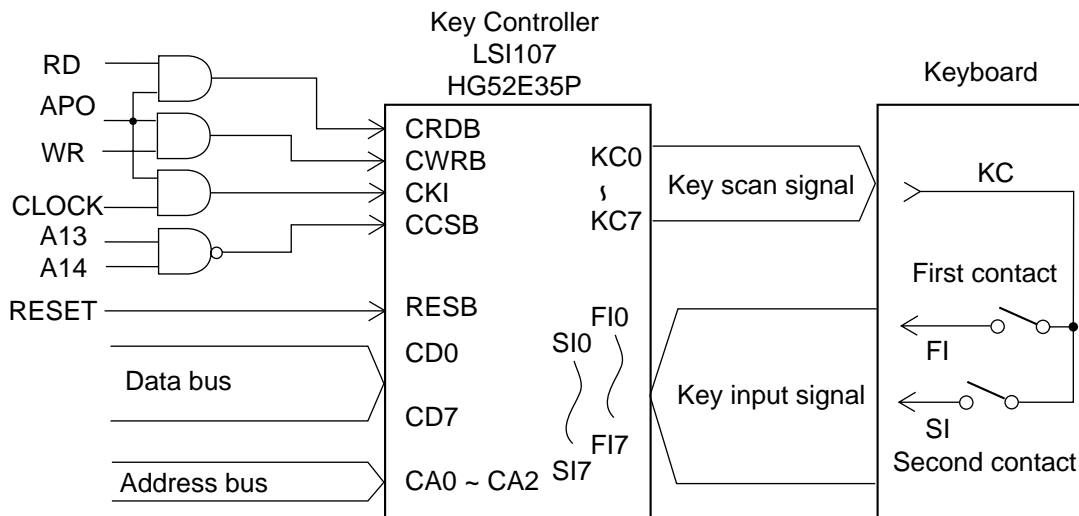 Key Controller
LSI107
HG52E35P
Keyboard
RD
APO
WR
CLOCK
A13
A14
RESET
Data bus
Address bus
CRDB
CWRB
CKI
CCSB
RESB
CD0
CD7
CA0 ~ CA2
KC0
~
KC7
FI0
SI0
FI7
SI7
Key scan signal
Key input signal
KC
First contact
FI
SI
Second contact